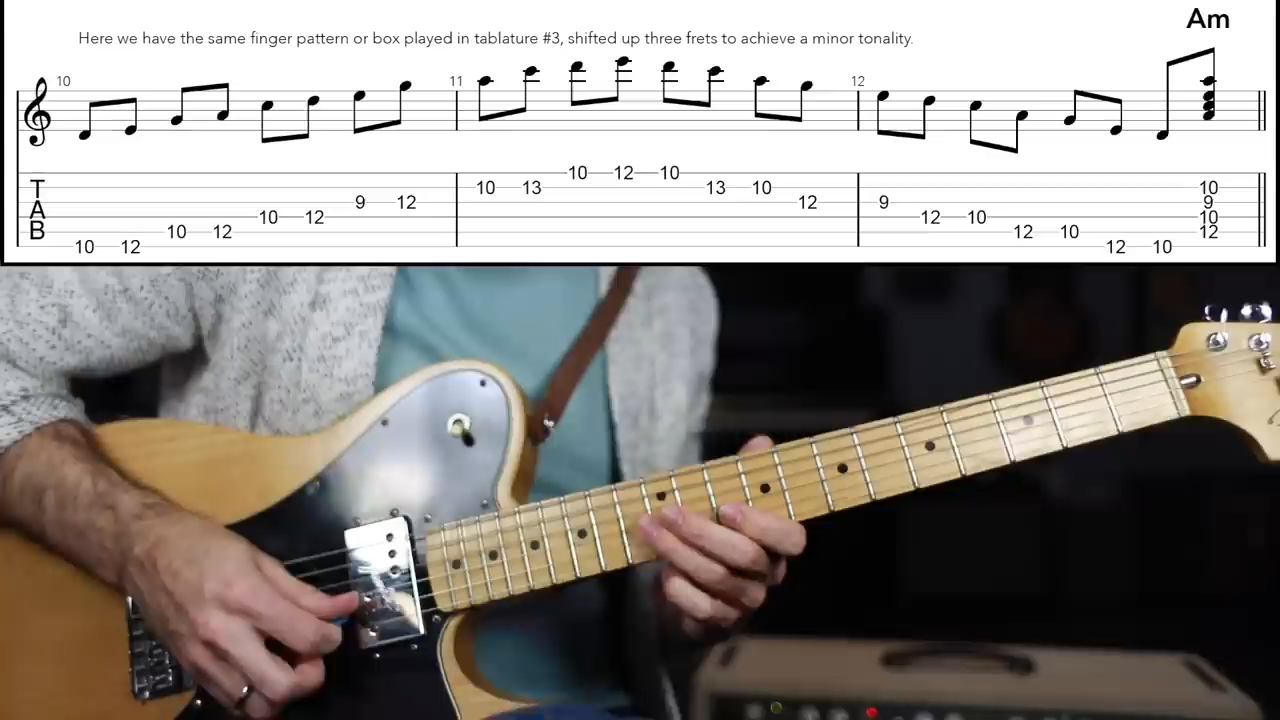 Am
Here we have the same finger pattern or box played in tablature #3, shifted up three frets to achieve a minor tonality.
10 11 12
10 12 10 10
10 13 12 13 10 10
9 12 12 9 9
10 12 12 10 10
T A B 10 12 12 10 12
10 12 12 10